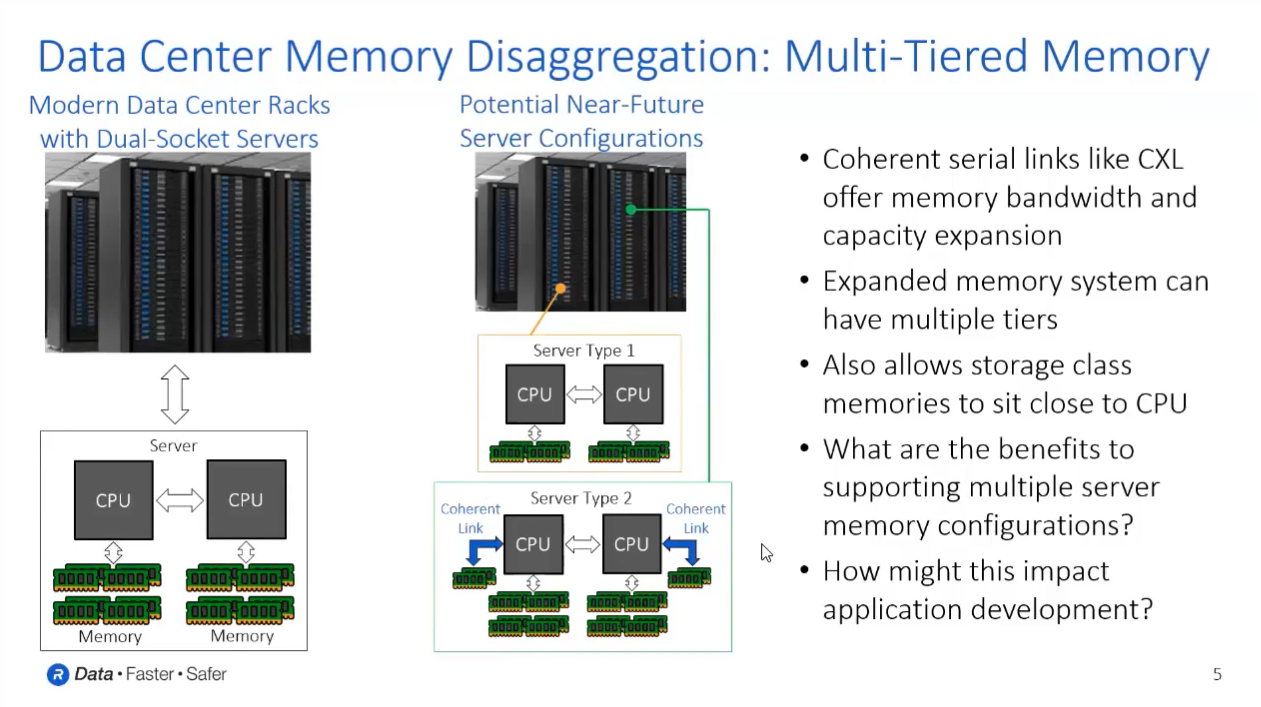 Data Center Memory Disaggregation: Multi-Tiered Memory
Modern Data Center Racks
with Dual-Socket Servers
Server
CPU
CPU
Memory
Memory
Potential Near-Future
Server Configurations
Server Type 1
CPU
CPU
Server Type 2
Coherent
Link
Coherent
Link
CPU
CPU
• Coherent serial links like CXL
offer memory bandwidth and
capacity expansion
• Expanded memory system can
have multiple tiers
• Also allows storage class
memories to sit close to CPU
• What are the benefits to
supporting multiple server
memory configurations?
• How might this impact
application development?
R Data • Faster • Safer
5